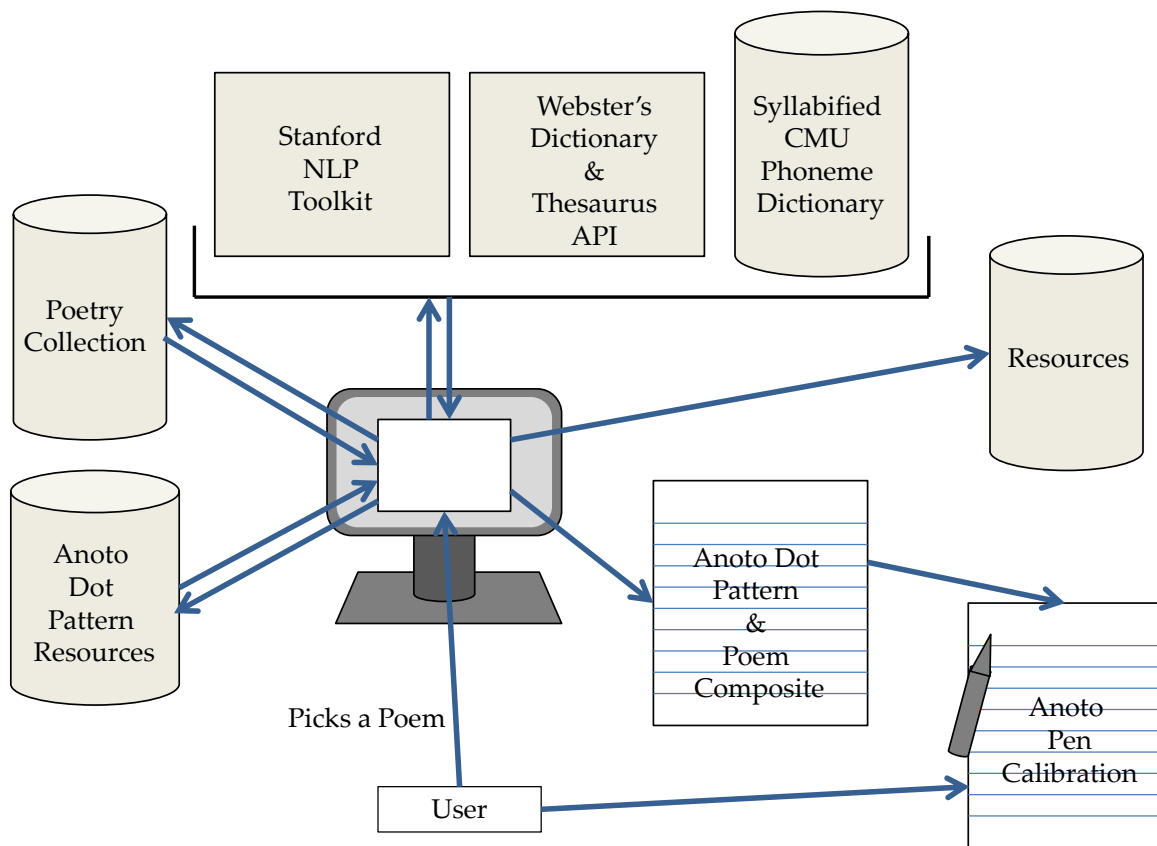 Stanford
NLP
Toolkit
Webster’s
Dictionary
&
Thesaurus
API
Syllabified
CMU
Phoneme
Dictionary
Poetry
Collection
Resources
Anoto
Dot
Pattern
Resources
Anoto Dot
Pattern
&
Poem
Composite
Picks a Poem
Anoto
Pen
Calibration
User